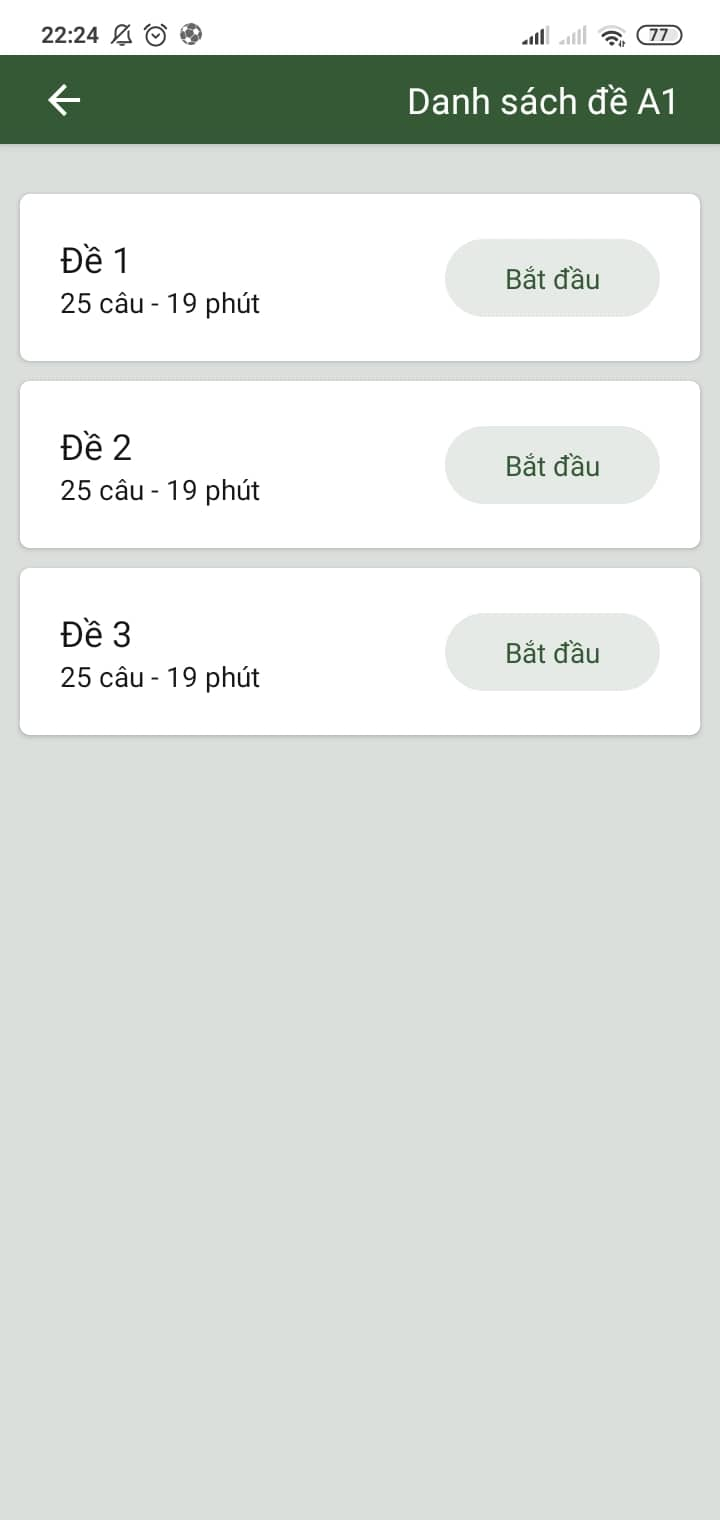 22:24
77
Danh sách đề A1
Đề 1
25 câu - 19 phút
Bắt đầu
Đề 2
25 câu - 19 phút
Bắt đầu
Đề 3
25 câu - 19 phút
Bắt đầu